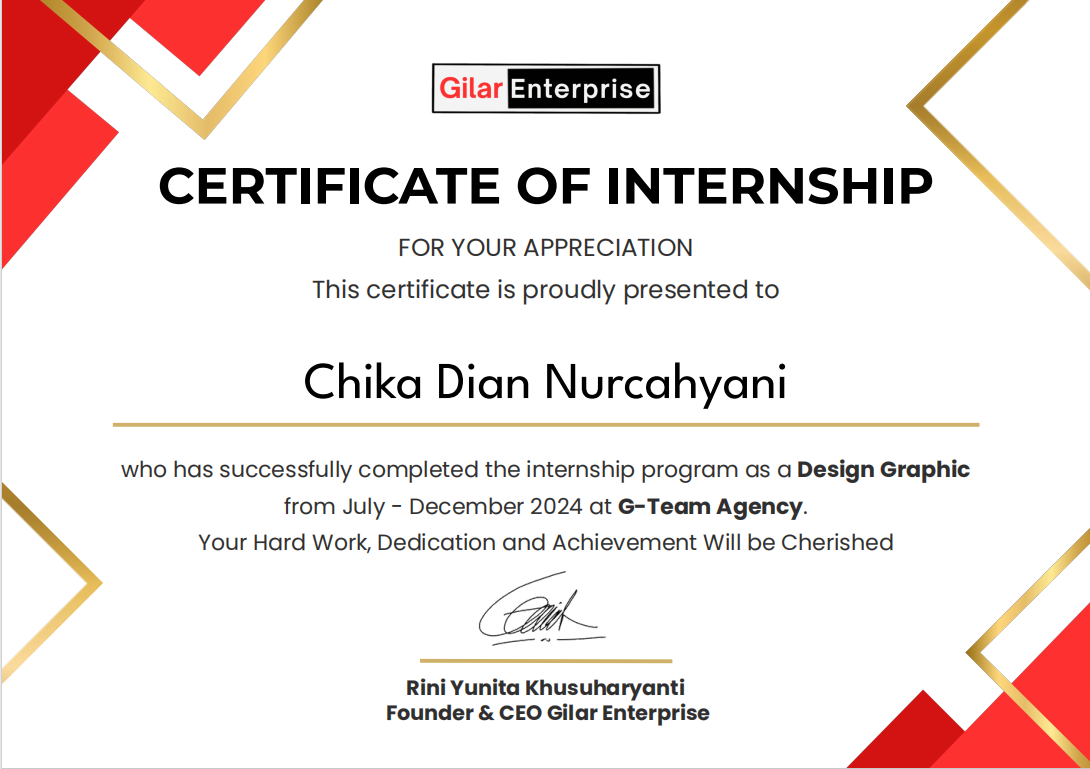 Gilar Enterprise
CERTIFICATE OF INTERNSHIP
FOR YOUR APPRECIATION
This certificate is proudly presented to
Chika Dian Nurcahyani
who has successfully completed the internship program as a Design Graphic
from July - December 2024 at G-Team Agency.
Your Hard Work, Dedication and Achievement Will be Cherished
Rini Yunita Khusuharyanti
Founder & CEO Gilar Enterprise